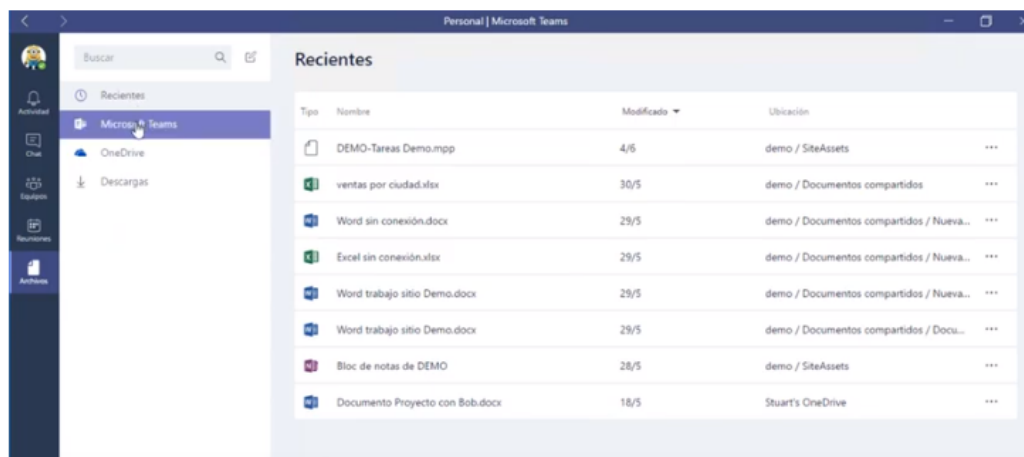 Personal | Microsoft Teams
Buscar
Actividad
Chat
Equipos
Reuniones
Archivos
Recientes
Microsoft Teams
OneDrive
Descargas
Recientes
Tipo Nombre Modificado Ubicación
DEMO-Tareas Demo.mpp 4/6 demo / SiteAssets ...
ventas por ciudad.xlsx 30/5 demo / Documentos compartidos ...
Word sin conexión.docx 29/5 demo / Documentos compartidos / Nueva... ...
Excel sin conexión.xlsx 29/5 demo / Documentos compartidos / Nueva... ...
Word trabajo sitio Demo.docx 29/5 demo / Documentos compartidos / Nueva... ...
Word trabajo sitio Demo.docx 29/5 demo / Documentos compartidos / Docu... ...
Bloc de notas de DEMO 28/5 demo / SiteAssets ...
Documento Proyecto con Bob.docx 18/5 Stuart's OneDrive ...